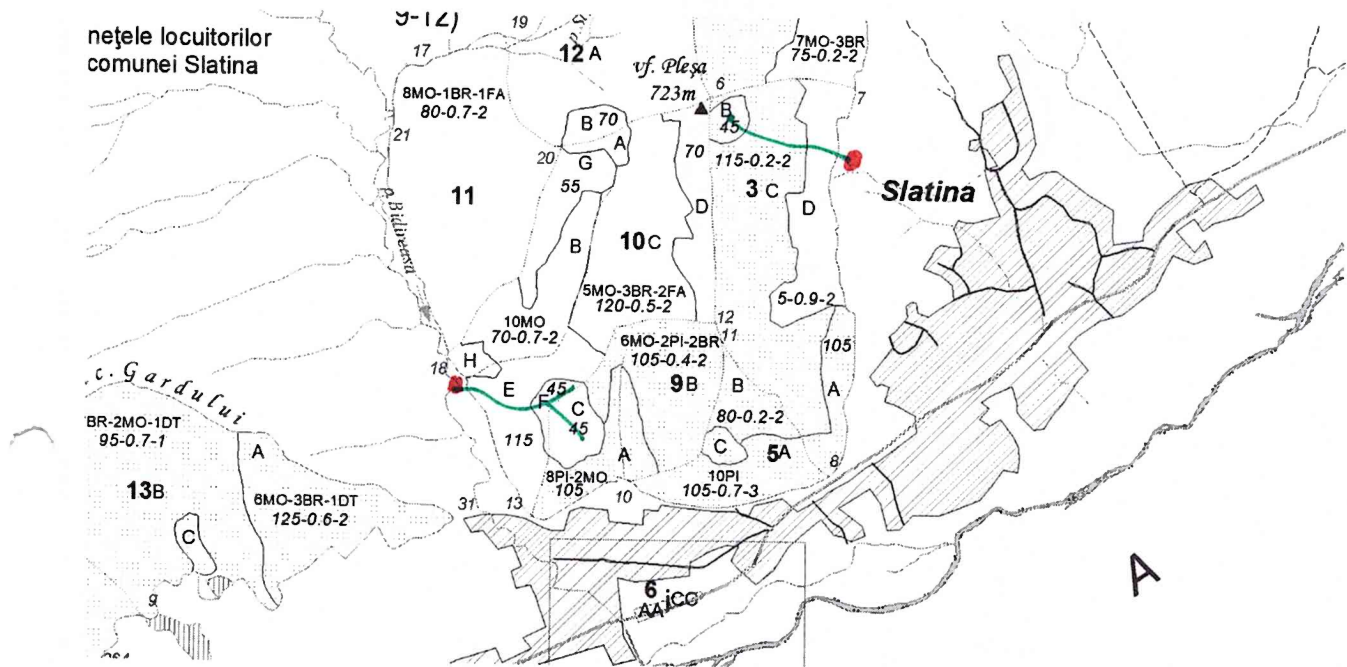 9-12)
neţele locuitorilor
comunei Slatina
19
17
12 A
7MO-3BR
75-0.2-2
vf. Pleşa
723m
6
7
8MO-1BR-1FA
80-0.7-2
B 70
A
B
45
21
20
G
55
70
115-0.2-2
11
3 C
D
D
Slatina
p. Bidireasa
B
10 C
5MO-3BR-2FA
120-0.5-2
5-0.9-2
10MO
70-0.7-2
12
11
6MO-2PI-2BR
105-0.4-2
105
18
H
c. Gardului
E
F
45
C
45
9 B
B
A
80-0.2-2
BR-2MO-1DT
95-0.7-1
A
115
A
C
5A
8
13B
6MO-3BR-1DT
125-0.6-2
8PI-2MO
105
10PI
105-0.7-3
31
13
10
C
A
6
9